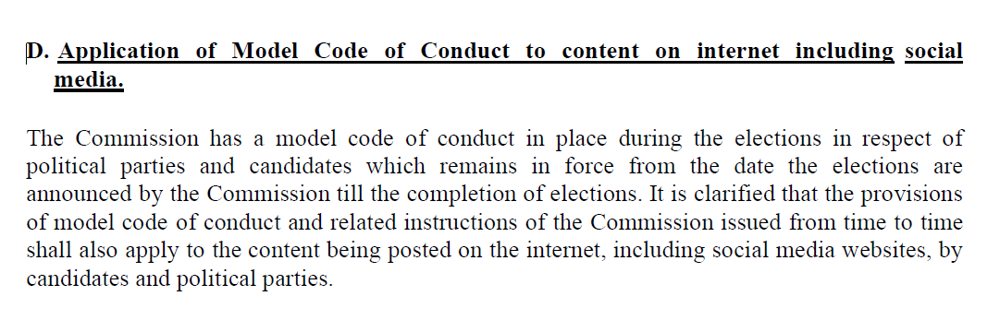 D. Application of Model Code of Conduct to content on internet including social
media.
The Commission has a model code of conduct in place during the elections in respect of
political parties and candidates which remains in force from the date the elections are
announced by the Commission till the completion of elections. It is clarified that the provisions
of model code of conduct and related instructions of the Commission issued from time to time
shall also apply to the content being posted on the internet, including social media websites, by
candidates and political parties.